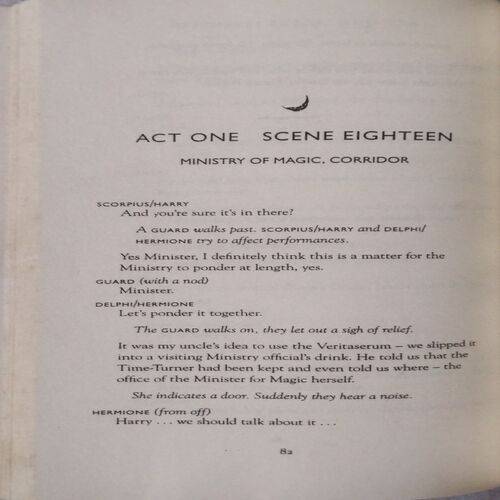 ACT ONE SCENE EIGHTEEN
MINISTRY OF MAGIC, CORRIDOR
SCORPIUS/HARRY
And you're sure it's in there?
A GUARD walks past. SCORPIUS/HARRY and DELPHI/
HERMIONE try to affect performances.
Yes Minister, I definitely think this is a matter for the
Ministry to ponder at length, yes.
GUARD (with a nod)
Minister.
DELPHI/HERMIONE
Let's ponder it together.
The GUARD walks on, they let out a sigh of relief.
It was my uncle's idea to use the Veritaserum – we slipped it
into a visiting Ministry official's drink. He told us that the
Time-Turner had been kept and even told us where – the
office of the Minister for Magic herself.
She indicates a door. Suddenly they hear a noise.
HERMIONE (from off)
Harry . . . we should talk about it . . .
82